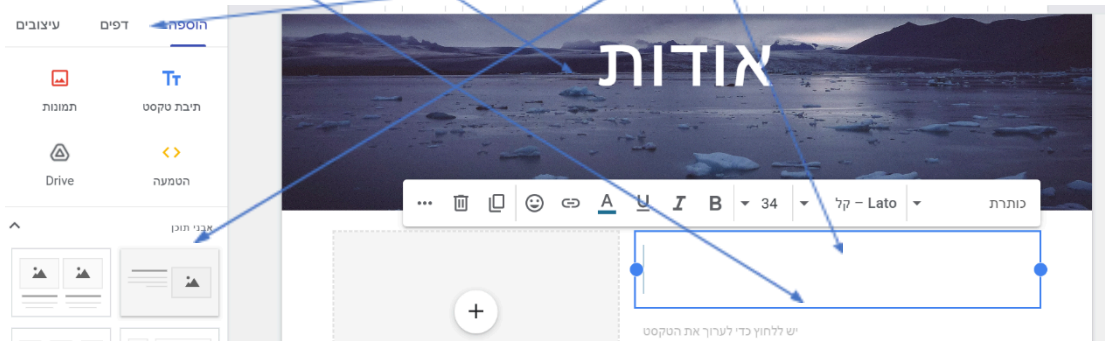 הוספה דפים עיצובים
תיבת טקסט תמונות
הטמעה Drive
אבני תוכן
אודות
כותרת Lato – קל 34 B I U A
יש ללחוץ כדי לערוך את הטקסט